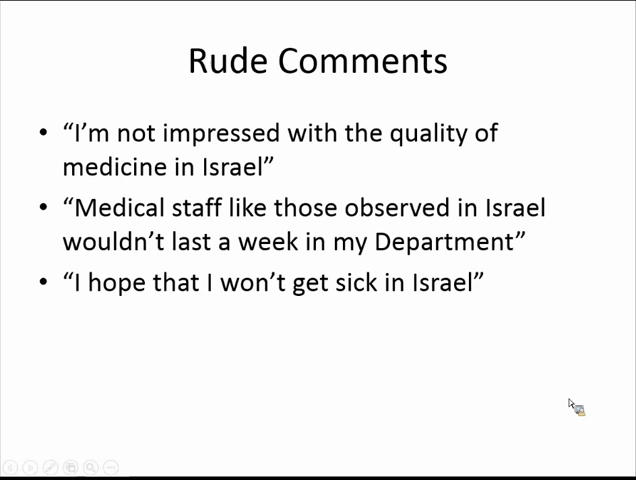 Rude Comments
• “I’m not impressed with the quality of
medicine in Israel”
• “Medical staff like those observed in Israel
wouldn’t last a week in my Department”
• “I hope that I won’t get sick in Israel”